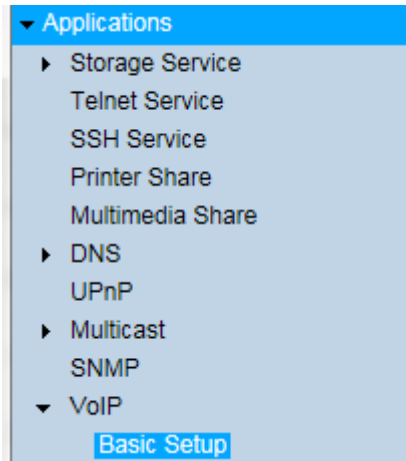 Applications
Storage Service
Telnet Service
SSH Service
Printer Share
Multimedia Share
DNS
UPnP
Multicast
SNMP
VoIP
Basic Setup